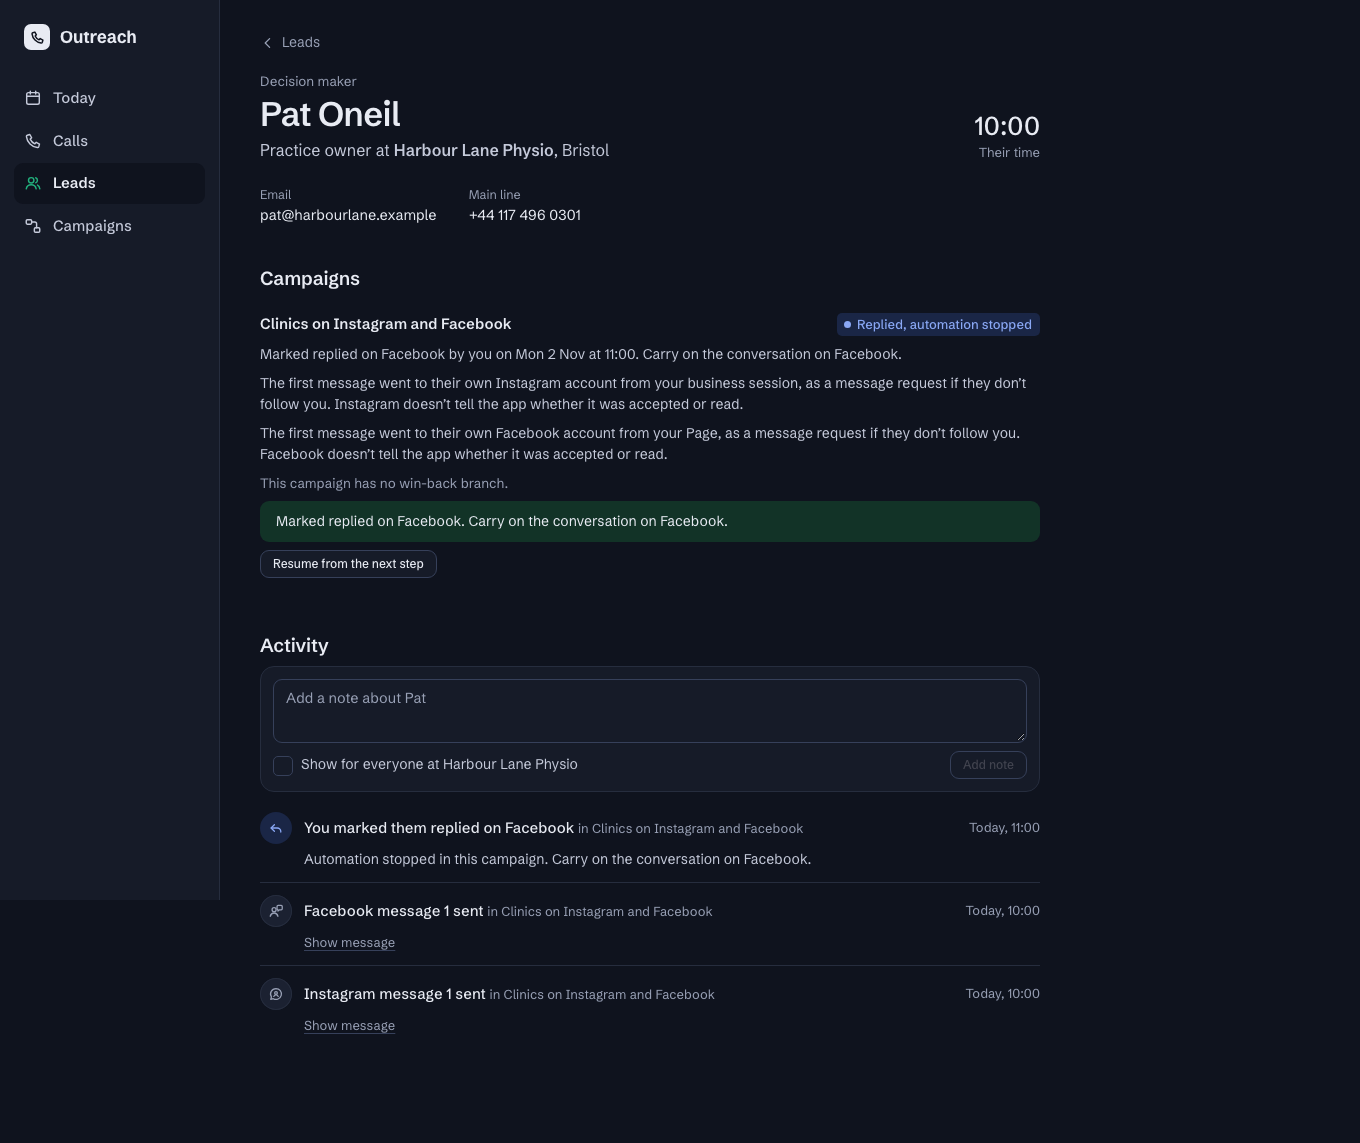 Outreach
Today
Calls
Leads
Campaigns
Leads
Decision maker
Pat Oneil
Practice owner at Harbour Lane Physio, Bristol
10:00
Their time
Email
pat@harbourlane.example
Main line
+44 117 496 0301
Campaigns
Clinics on Instagram and Facebook
Replied, automation stopped
Marked replied on Facebook by you on Mon 2 Nov at 11:00. Carry on the conversation on Facebook.
The first message went to their own Instagram account from your business session, as a message request if they don’t
follow you. Instagram doesn’t tell the app whether it was accepted or read.
The first message went to their own Facebook account from your Page, as a message request if they don’t follow you.
Facebook doesn’t tell the app whether it was accepted or read.
This campaign has no win-back branch.
Marked replied on Facebook. Carry on the conversation on Facebook.
Resume from the next step
Activity
Add a note about Pat
Show for everyone at Harbour Lane Physio
Add note
You marked them replied on Facebook in Clinics on Instagram and Facebook
Today, 11:00
Automation stopped in this campaign. Carry on the conversation on Facebook.
Facebook message 1 sent in Clinics on Instagram and Facebook
Today, 10:00
Show message
Instagram message 1 sent in Clinics on Instagram and Facebook
Today, 10:00
Show message